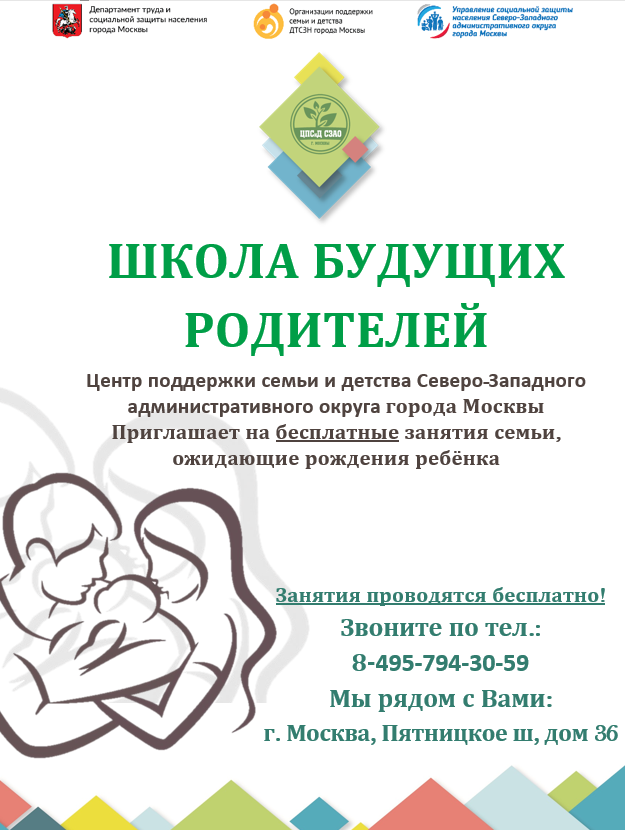 Департамент труда и
социальной защиты населения
города Москвы
Организации поддержки
семьи и детства
ДТСЗН города Москвы
Управление социальной защиты
населения Северо-Западного
административного округа
города Москвы
ЦПСиД СЗАО
Г. МОСКВЫ
ШКОЛА БУДУЩИХ
РОДИТЕЛЕЙ
Центр поддержки семьи и детства Северо-Западного
административного округа города Москвы
Приглашает на бесплатные занятия семьи,
ожидающие рождения ребёнка
Занятия проводятся бесплатно!
Звоните по тел.:
8-495-794-30-59
Мы рядом с Вами:
г. Москва, Пятницкое ш, дом 36